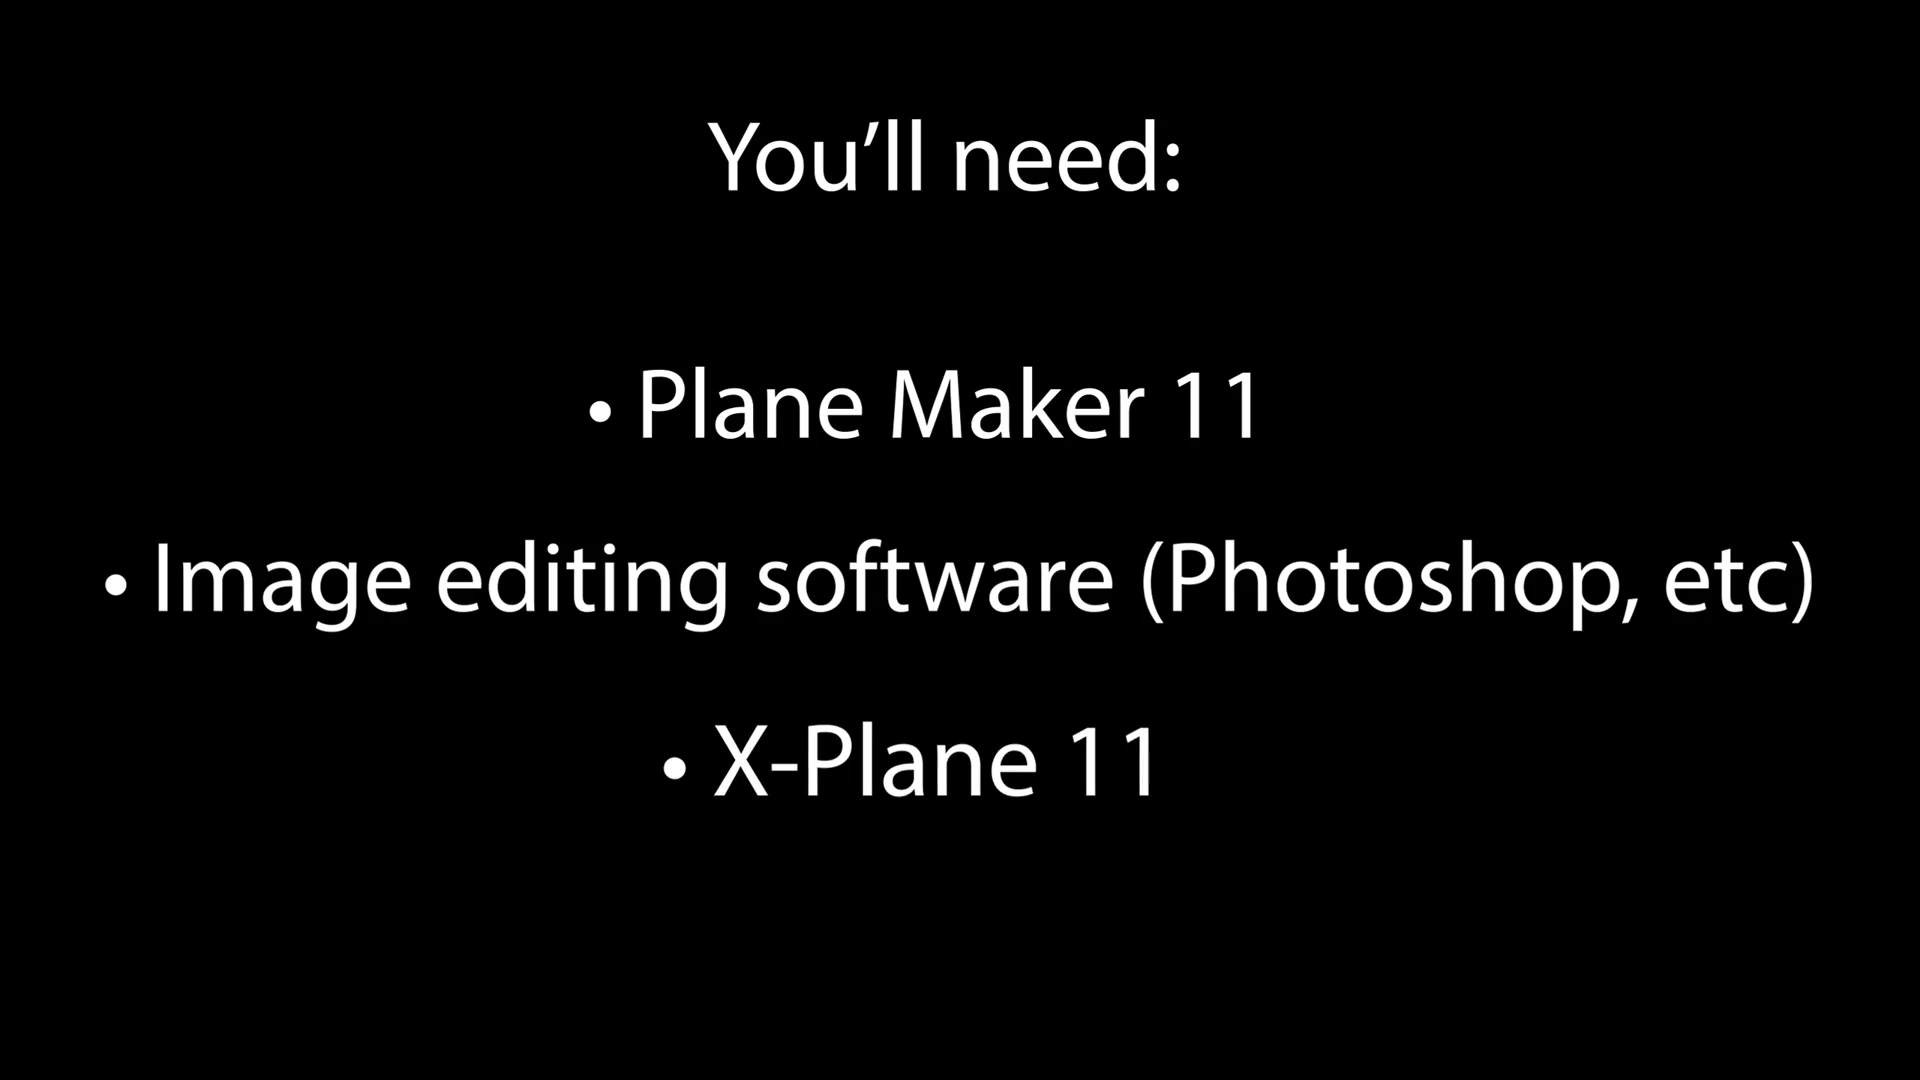 You’ll need:
• Plane Maker 11
• Image editing software (Photoshop, etc)
• X-Plane 11